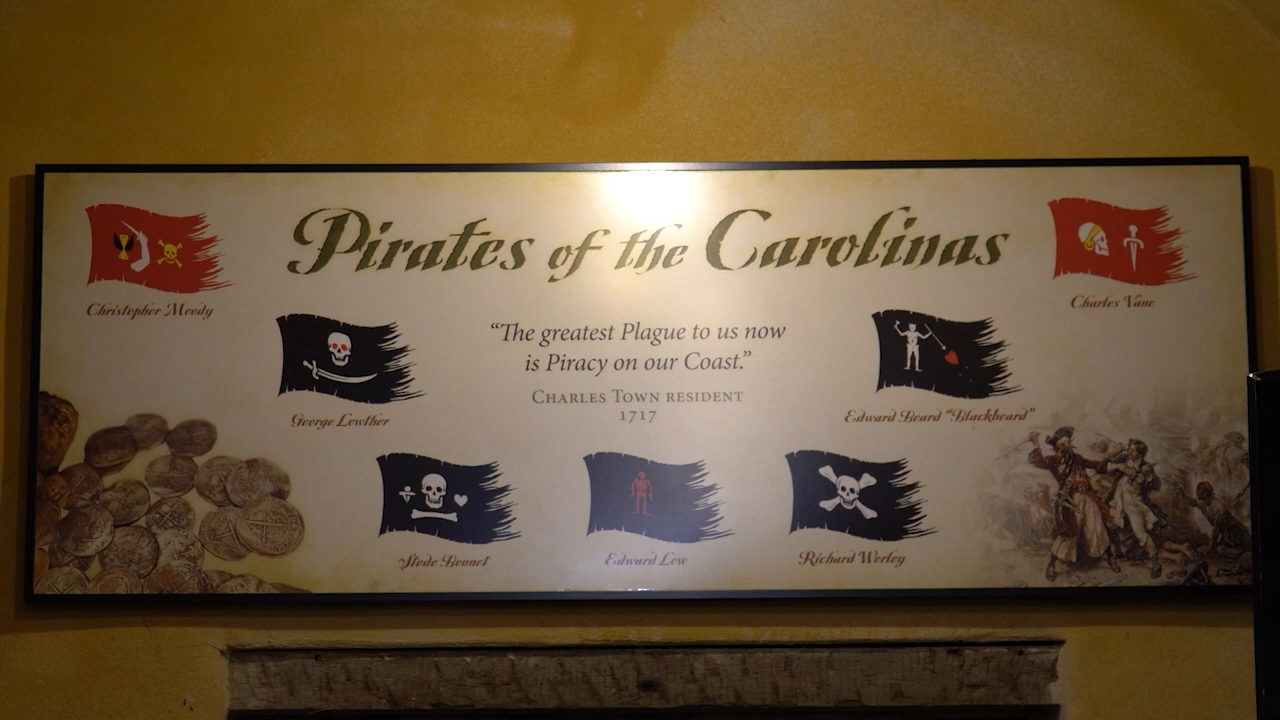 Pirates of the Carolinas
Christopher Moody
Charles Vane
"The greatest Plague to us now
is Piracy on our Coast."
Charles Town resident
1717
George Lowther
Edward Beard "Blackbeard"
Stede Bonnet
Edward Low
Richard Worley